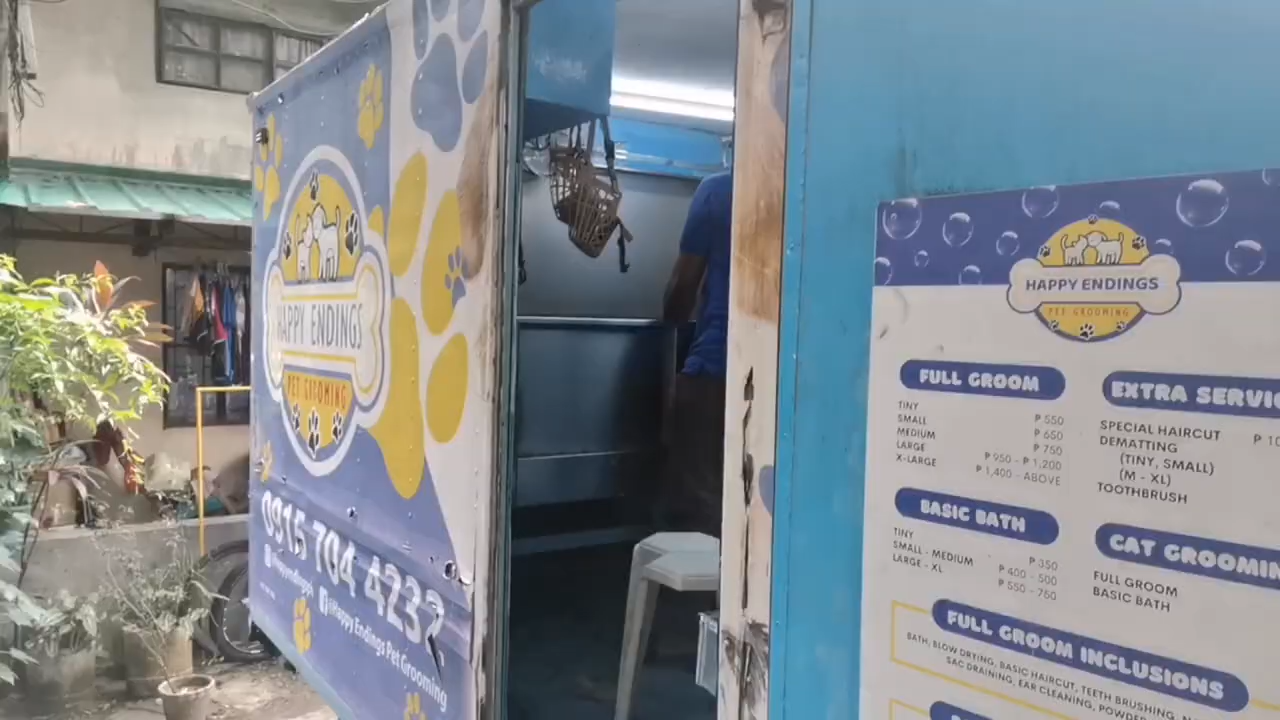 HAPPY ENDINGS
PET GROOMING
0915 704 4232
@Happy Endings Pet Grooming
HAPPY ENDINGS
PET GROOMING
FULL GROOM
TINY ₱ 550
SMALL ₱ 650
MEDIUM ₱ 750
LARGE ₱ 950 - ₱ 1,200
X-LARGE ₱ 1,400 - ABOVE
BASIC BATH
TINY ₱ 350
SMALL - MEDIUM ₱ 400 - 500
LARGE - XL ₱ 550 - 750
EXTRA SERVIC
SPECIAL HAIRCUT ₱ 10
DEMATTING
(TINY, SMALL)
(M - XL)
TOOTHBRUSH
CAT GROOMIN
FULL GROOM
BASIC BATH
FULL GROOM INCLUSIONS
BATH, BLOW DRYING, BASIC HAIRCUT, TEETH BRUSHING,
SAC DRAINING, EAR CLEANING, POWDER